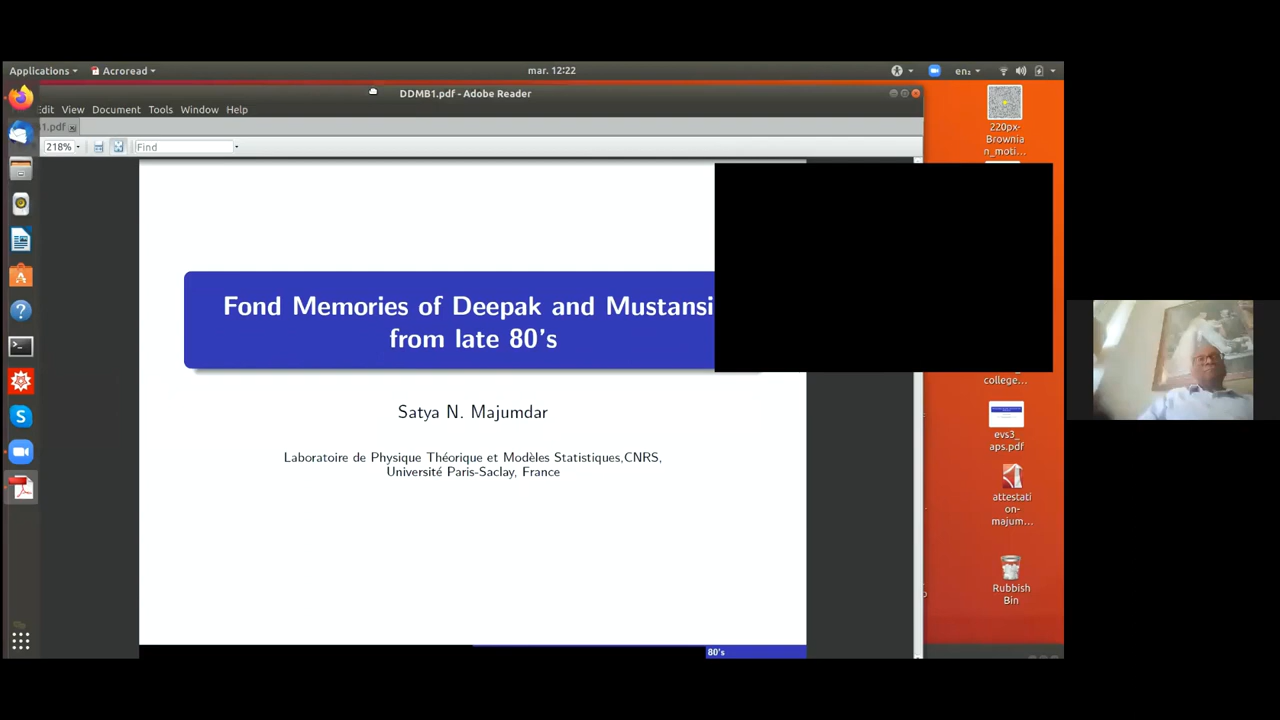 Applications
Acroread
mar. 12:22
en₂
DDMB1.pdf - Adobe Reader
dit View Document Tools Window Help
1.pdf
218%
Find
220px-
Brownia
n_moti...
Fond Memories of Deepak and Mustansi
from late 80's
Satya N. Majumdar
Laboratoire de Physique Théorique et Modèles Statistiques,CNRS,
Université Paris-Saclay, France
college...
evs3_
aps.pdf
attestati
on-
majum...
Rubbish
Bin
80's